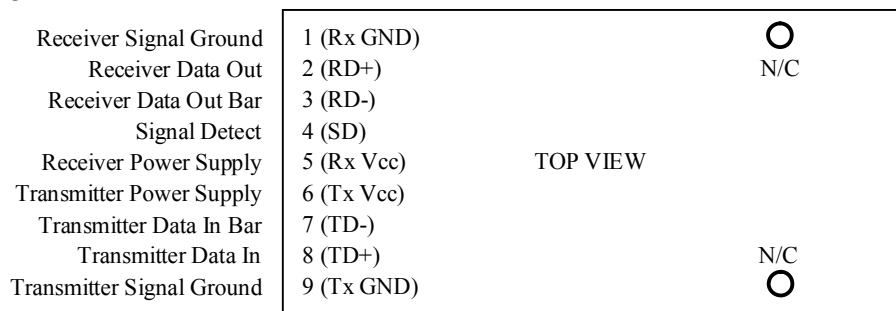 Receiver Signal Ground 1 (Rx GND)
Receiver Data Out 2 (RD+) N/C
Receiver Data Out Bar 3 (RD-)
Signal Detect 4 (SD)
Receiver Power Supply 5 (Rx Vcc) TOP VIEW
Transmitter Power Supply 6 (Tx Vcc)
Transmitter Data In Bar 7 (TD-)
Transmitter Data In 8 (TD+) N/C
Transmitter Signal Ground 9 (Tx GND)